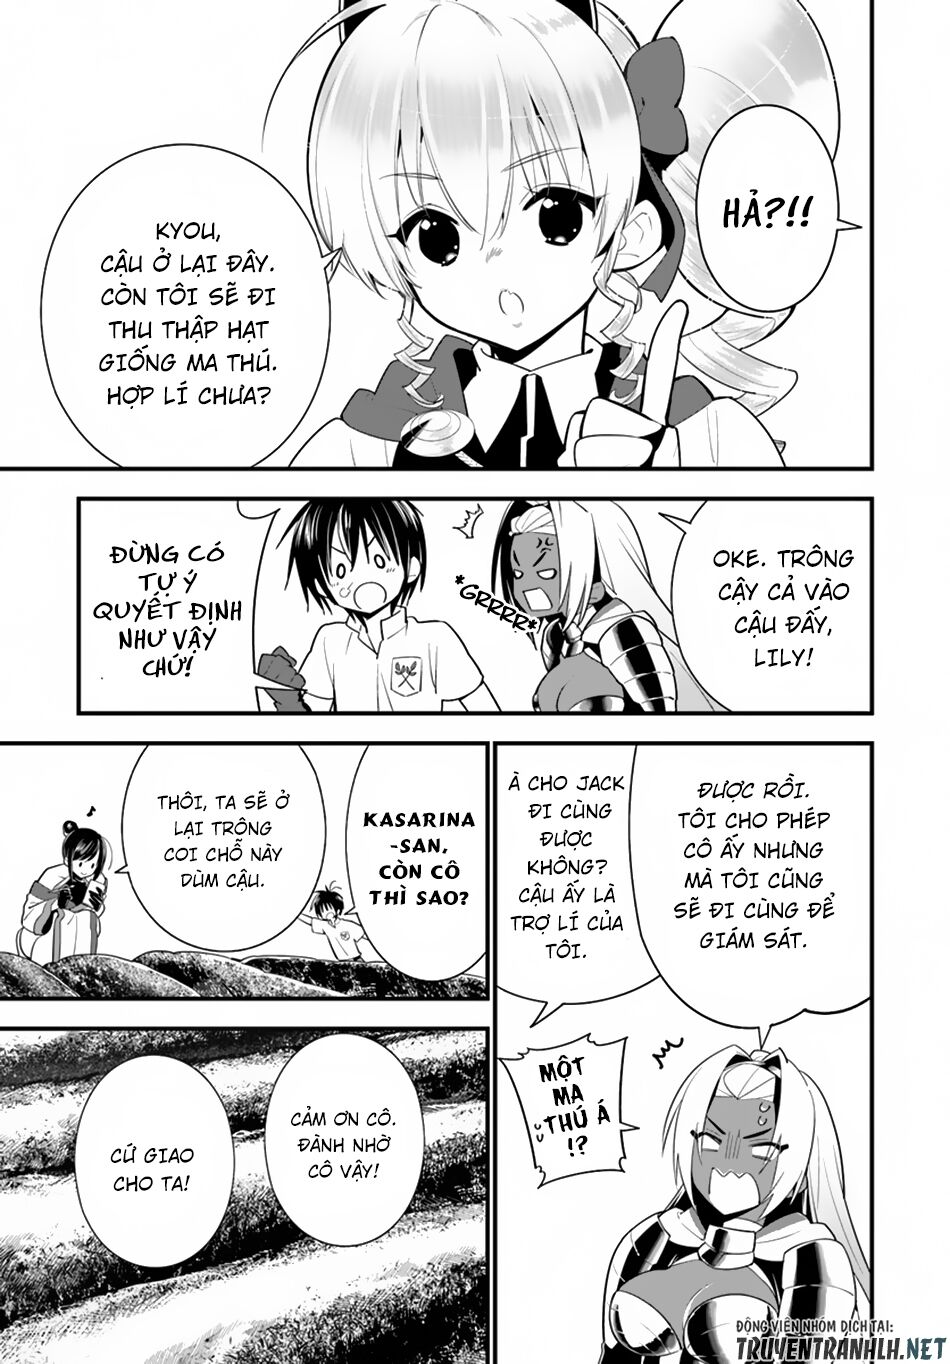 HẢ?!!
KYOU,
CẬU Ở LẠI ĐÂY.
CÒN TÔI SẼ ĐI
THU THẬP HẠT
GIỐNG MA THÚ.
HỢP LÍ CHƯA?
OKE. TRÔNG
CẬY CẢ VÀO
CẬU ĐẤY,
LILY!
*GRRRR*
ĐỪNG CÓ
TỰ Ý
QUYẾT ĐỊNH
NHƯ VẬY
CHỨ!
ĐƯỢC RỒI.
TÔI CHO PHÉP
CÔ ẤY NHƯNG
MÀ TÔI CŨNG
SẼ ĐI CÙNG ĐỂ
GIÁM SÁT.
À CHO JACK
ĐI CÙNG
ĐƯỢC
KHÔNG?
CẬU ẤY LÀ
TRỢ LÍ CỦA
TÔI.
MỘT
MA
THÚ Á
!?
KASARINA
-SAN,
CÒN CÔ
THÌ SAO?
THÔI, TA SẼ Ở
LẠI TRÔNG
COI CHỖ NÀY
DÙM CẬU.
CẢM ƠN CÔ.
ĐÀNH NHỜ
CÔ VẬY!
CỨ GIAO
CHO TA!
ĐỘNG VIÊN NHÓM DỊCH TẠI:
TRUYENTRANHLH.NET